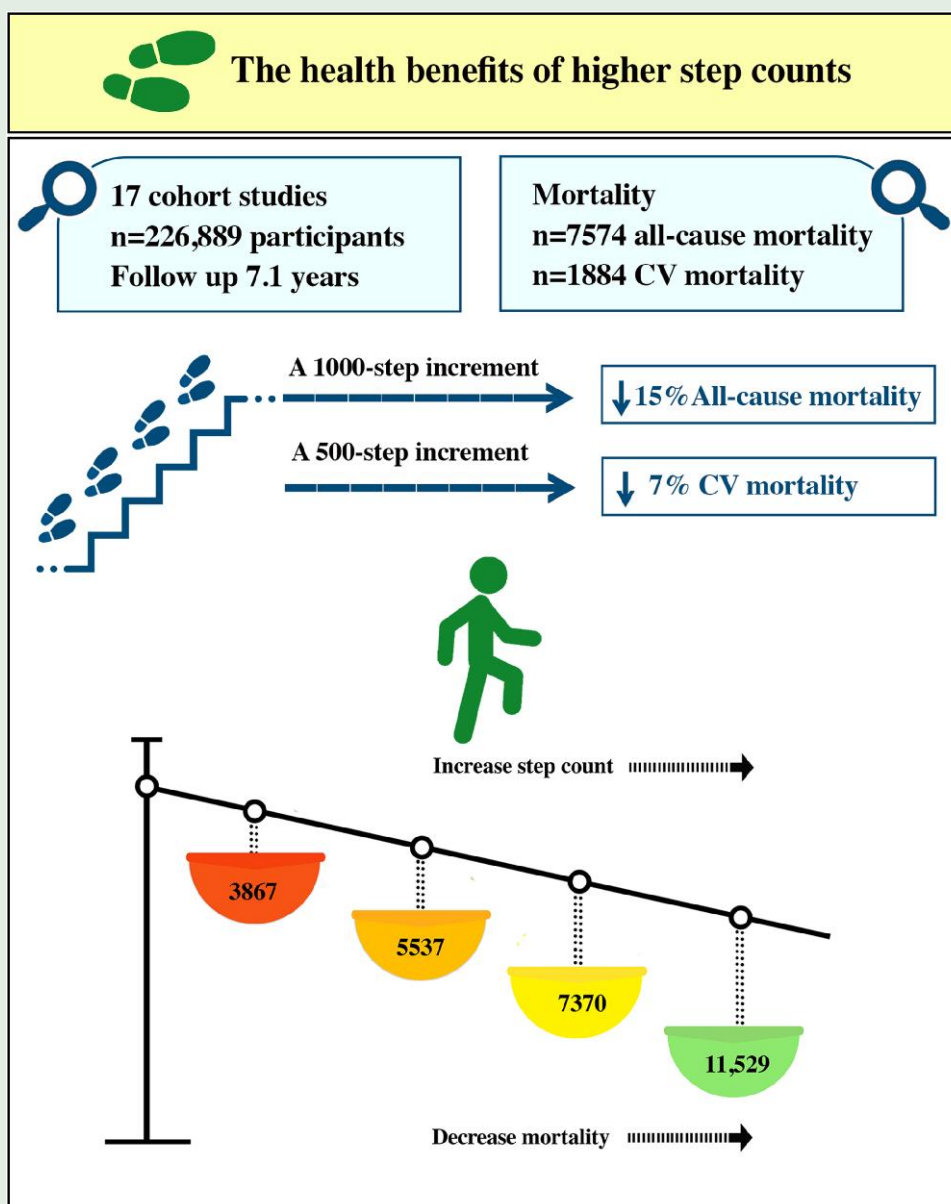 The health benefits of higher step counts
17 cohort studies
n=226,889 participants
Follow up 7.1 years
Mortality
n=7574 all-cause mortality
n=1884 CV mortality
A 1000-step increment
↓ 15% All-cause mortality
A 500-step increment
↓ 7% CV mortality
Increase step count
3867
5537
7370
11,529
Decrease mortality